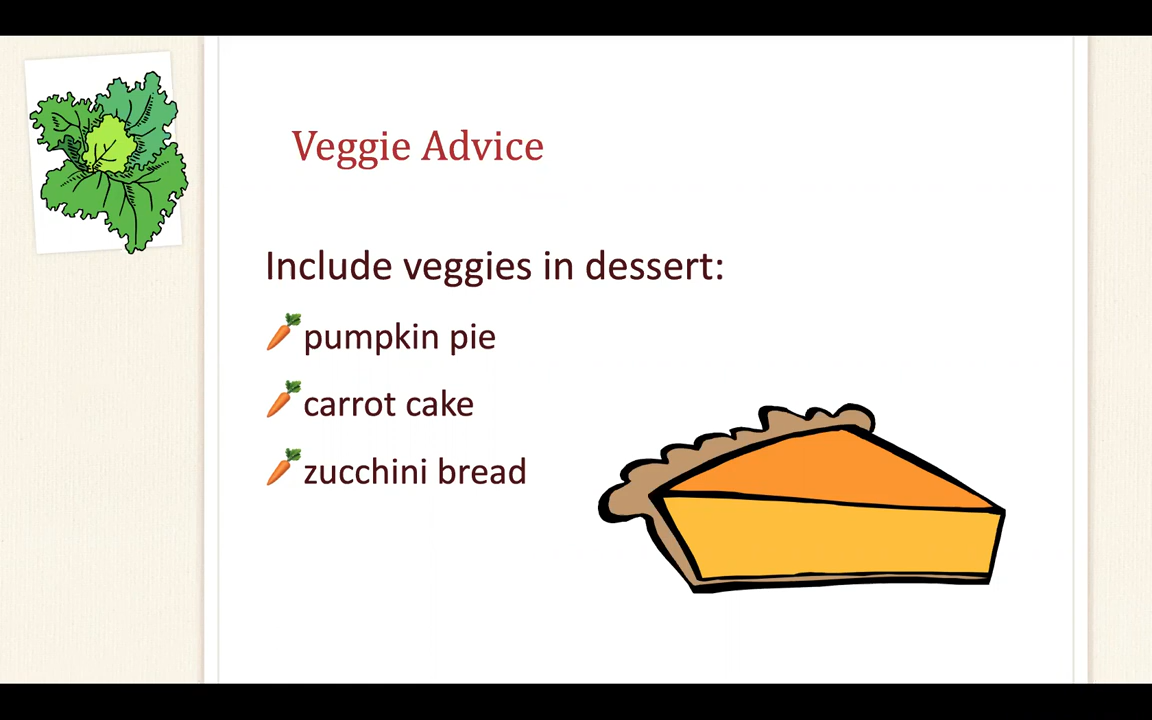 Veggie Advice
Include veggies in dessert:
pumpkin pie
carrot cake
zucchini bread